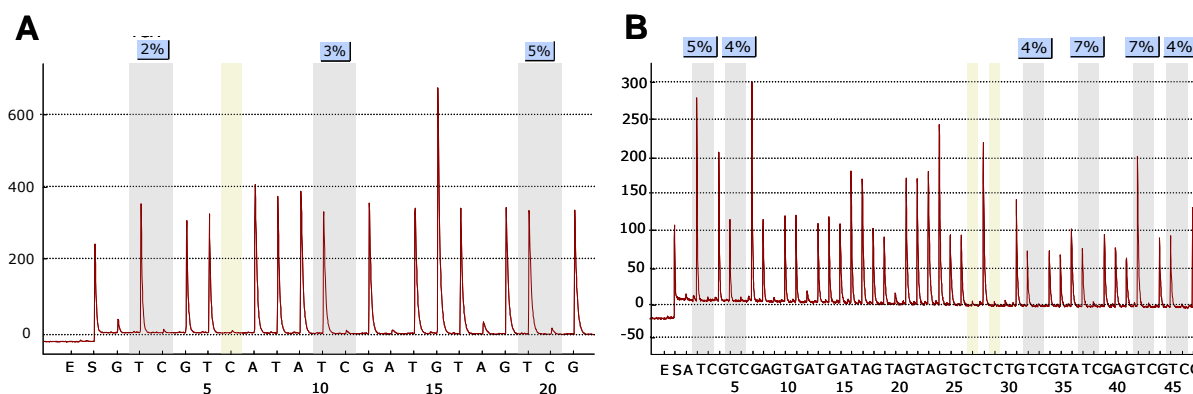 A
2%
3%
5%
600
400
200
0
E S G T C G T C A T A T C G A T G T A G T C G
5 10 15 20
B
5% 4% 4% 7% 7% 4%
300
250
200
150
100
50
0
-50
E SATCGTCGAGTGATGATAGTAGTAGTGCTCTGTCGTATCGAGTCGTC
5 10 15 20 25 30 35 40 45